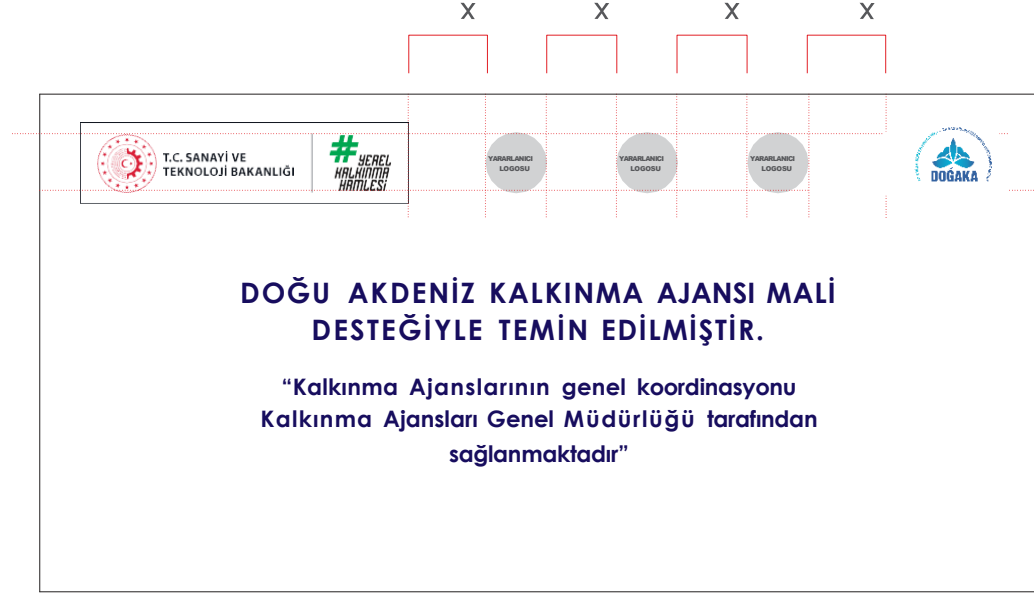 X X X X
T.C. SANAYİ VE
TEKNOLOJİ BAKANLIĞI
#YEREL
KALKINMA
HAMLESİ
YARARLANICI
LOGOSU
YARARLANICI
LOGOSU
YARARLANICI
LOGOSU
DOĞAKA
DOĞU AKDENİZ KALKINMA AJANSI MALİ
DESTEĞİYLE TEMİN EDİLMİŞTİR.
“Kalkınma Ajanslarının genel koordinasyonu
Kalkınma Ajansları Genel Müdürlüğü tarafından
sağlanmaktadır”